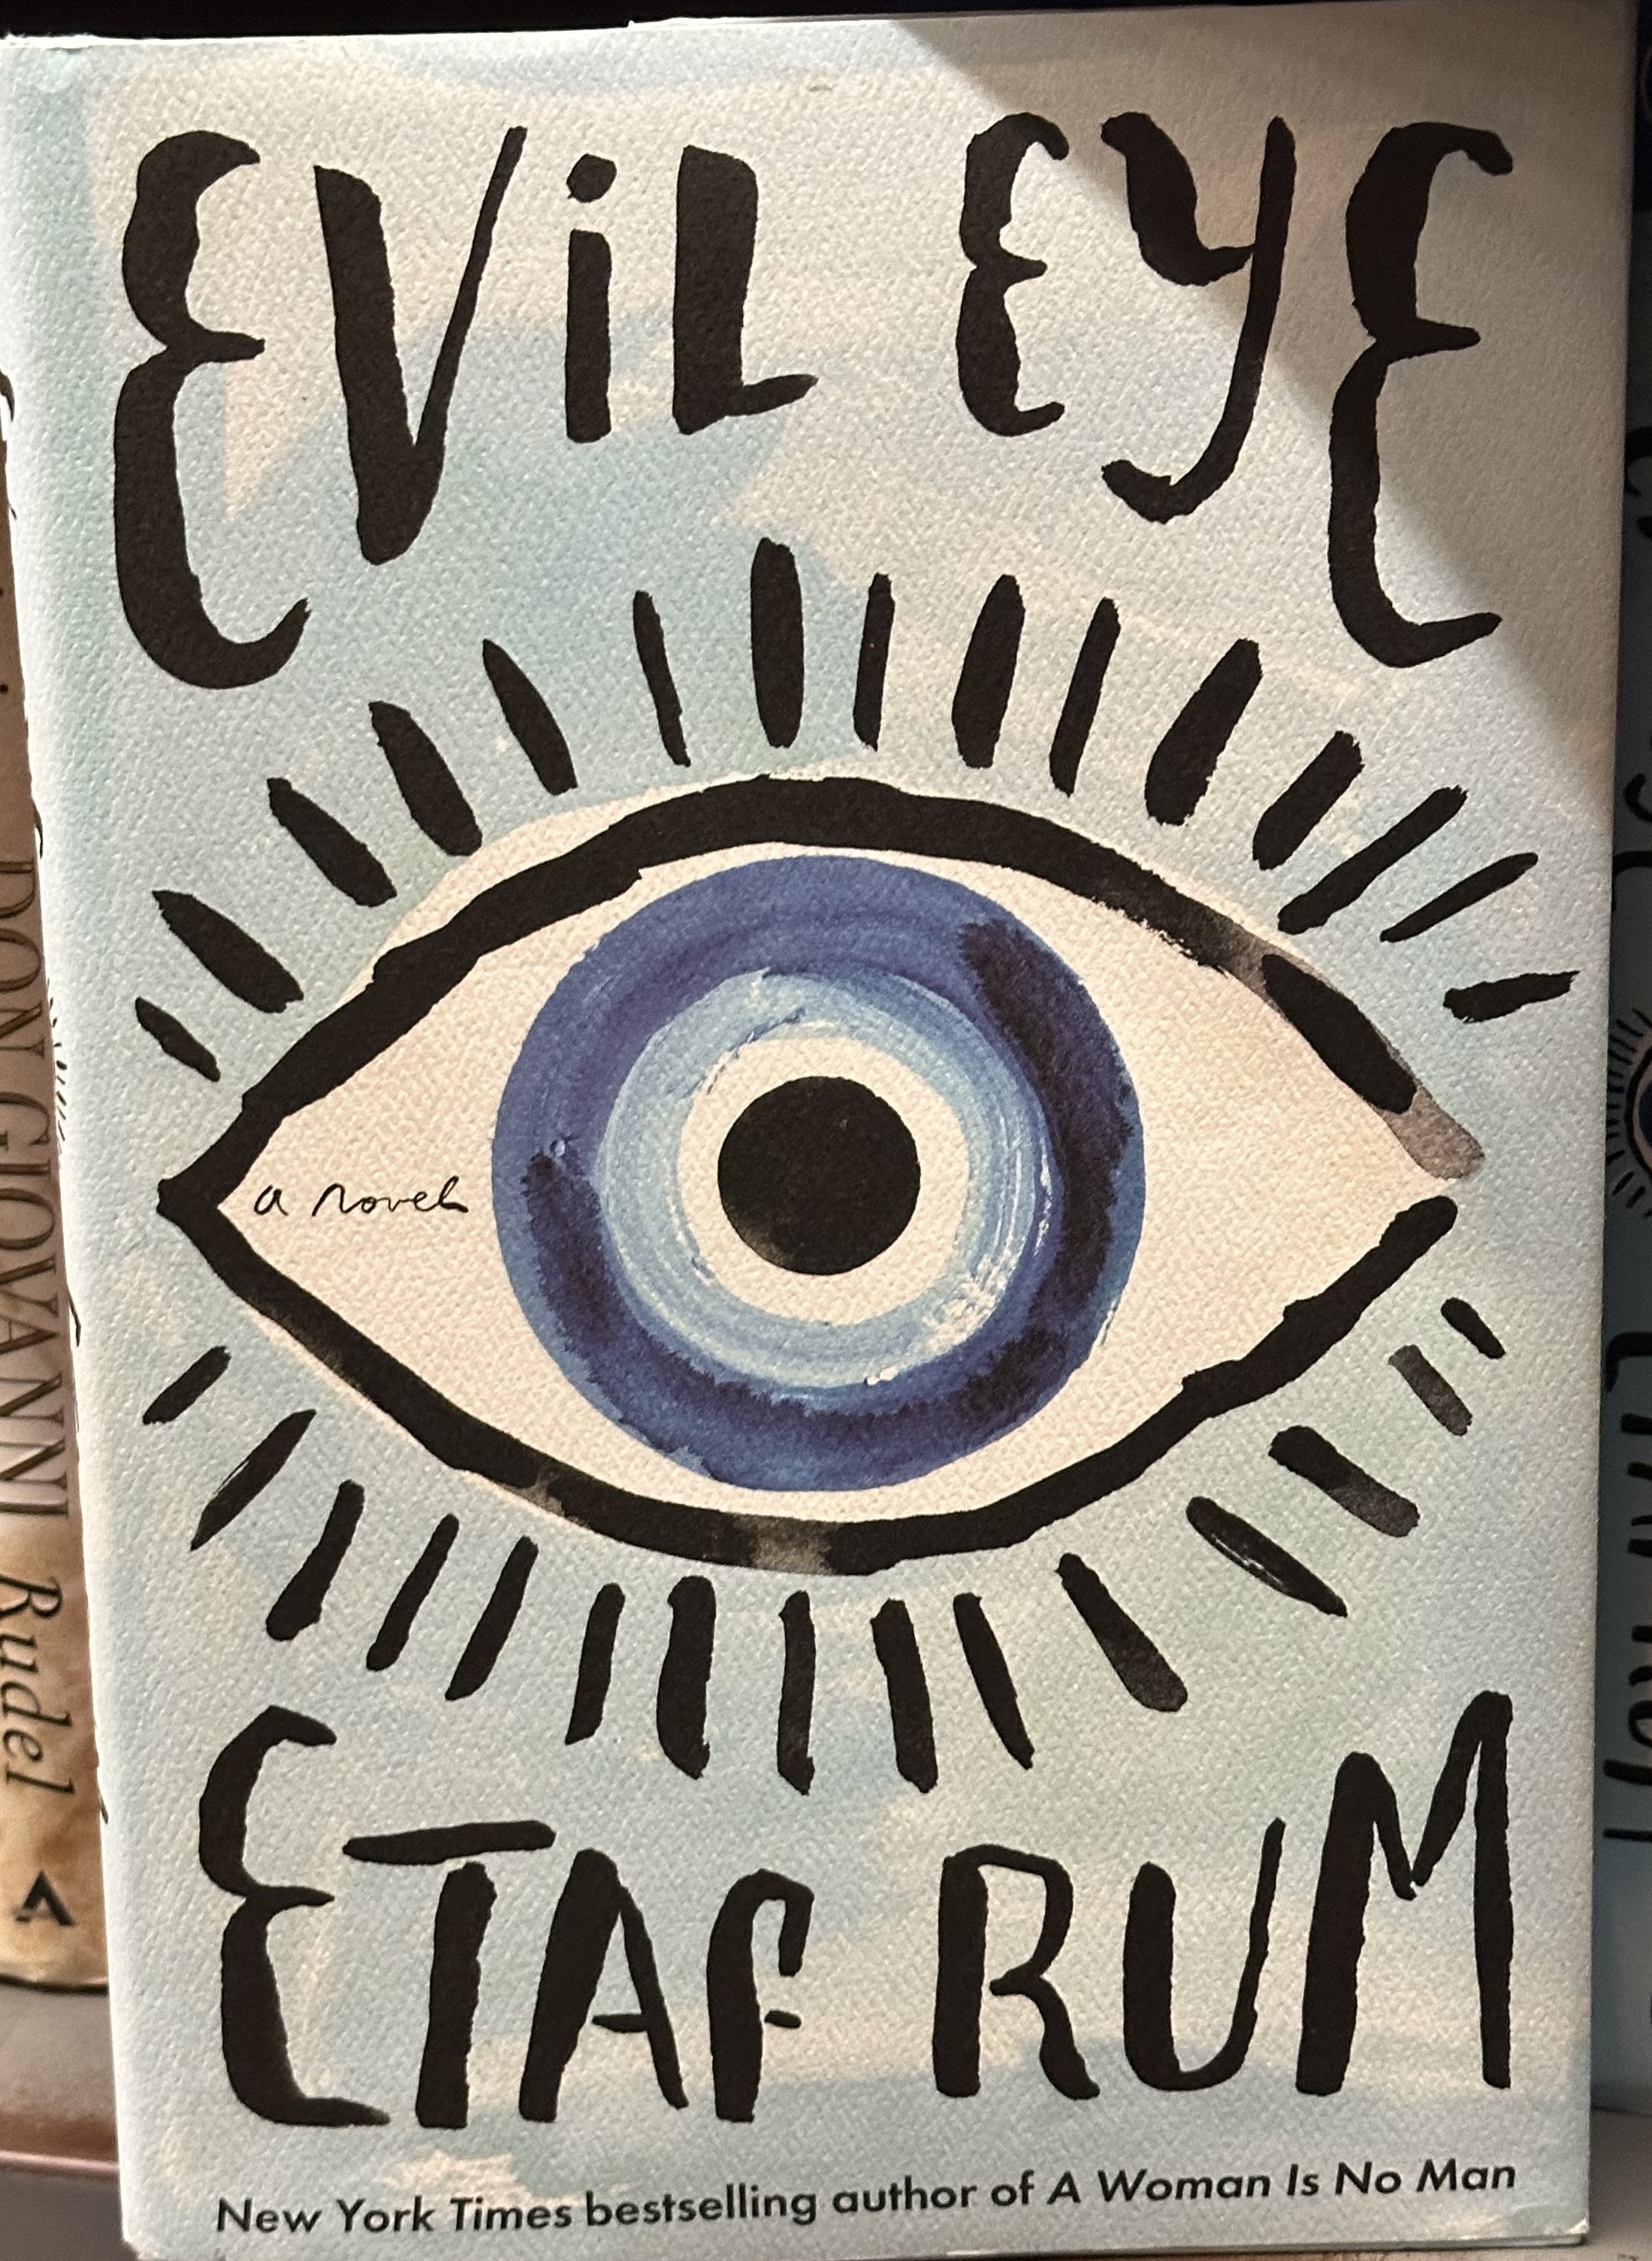 EViL EYE
a novel
ETAF RUM
New York Times bestselling author of A Woman Is No Man
DON GIOVANNI Rudel